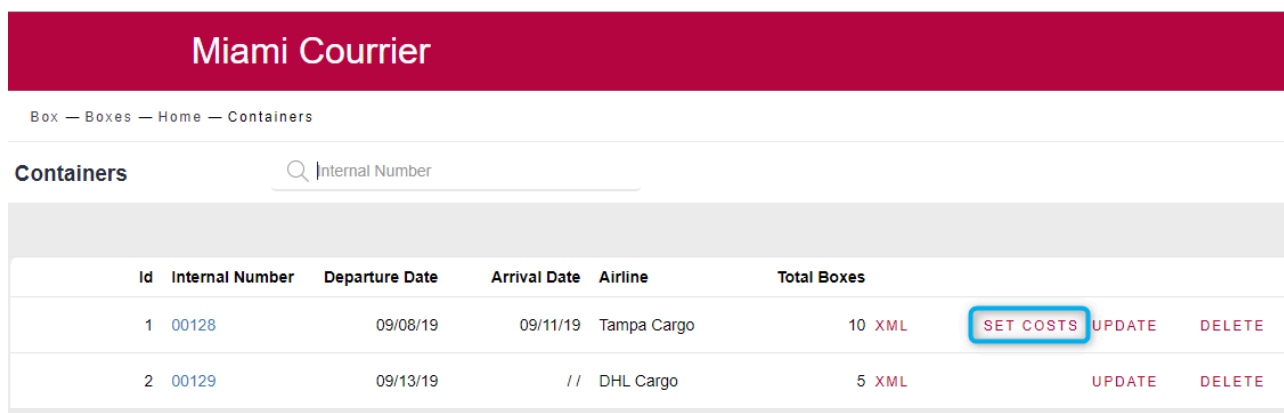 Miami Courrier
Box — Boxes — Home — Containers
Containers Internal Number
Id Internal Number Departure Date Arrival Date Airline Total Boxes
1 00128 09/08/19 09/11/19 Tampa Cargo 10 XML SET COSTS UPDATE DELETE
2 00129 09/13/19 / / DHL Cargo 5 XML UPDATE DELETE